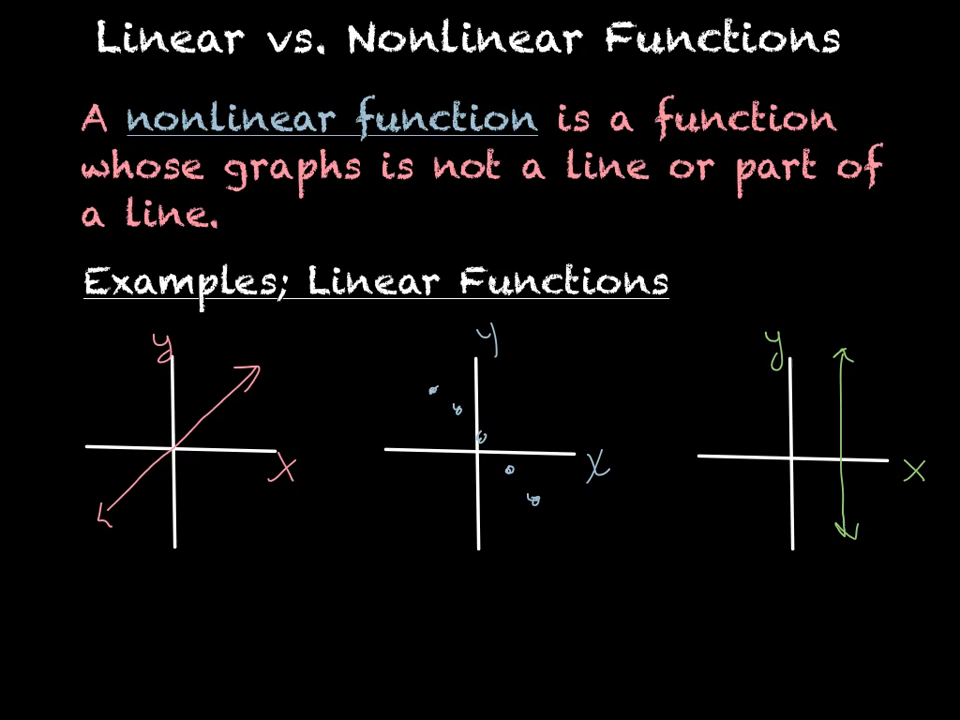 Linear vs. Nonlinear Functions
A nonlinear function is a function
whose graphs is not a line or part of
a line.
Examples; Linear Functions
y y y
x x x